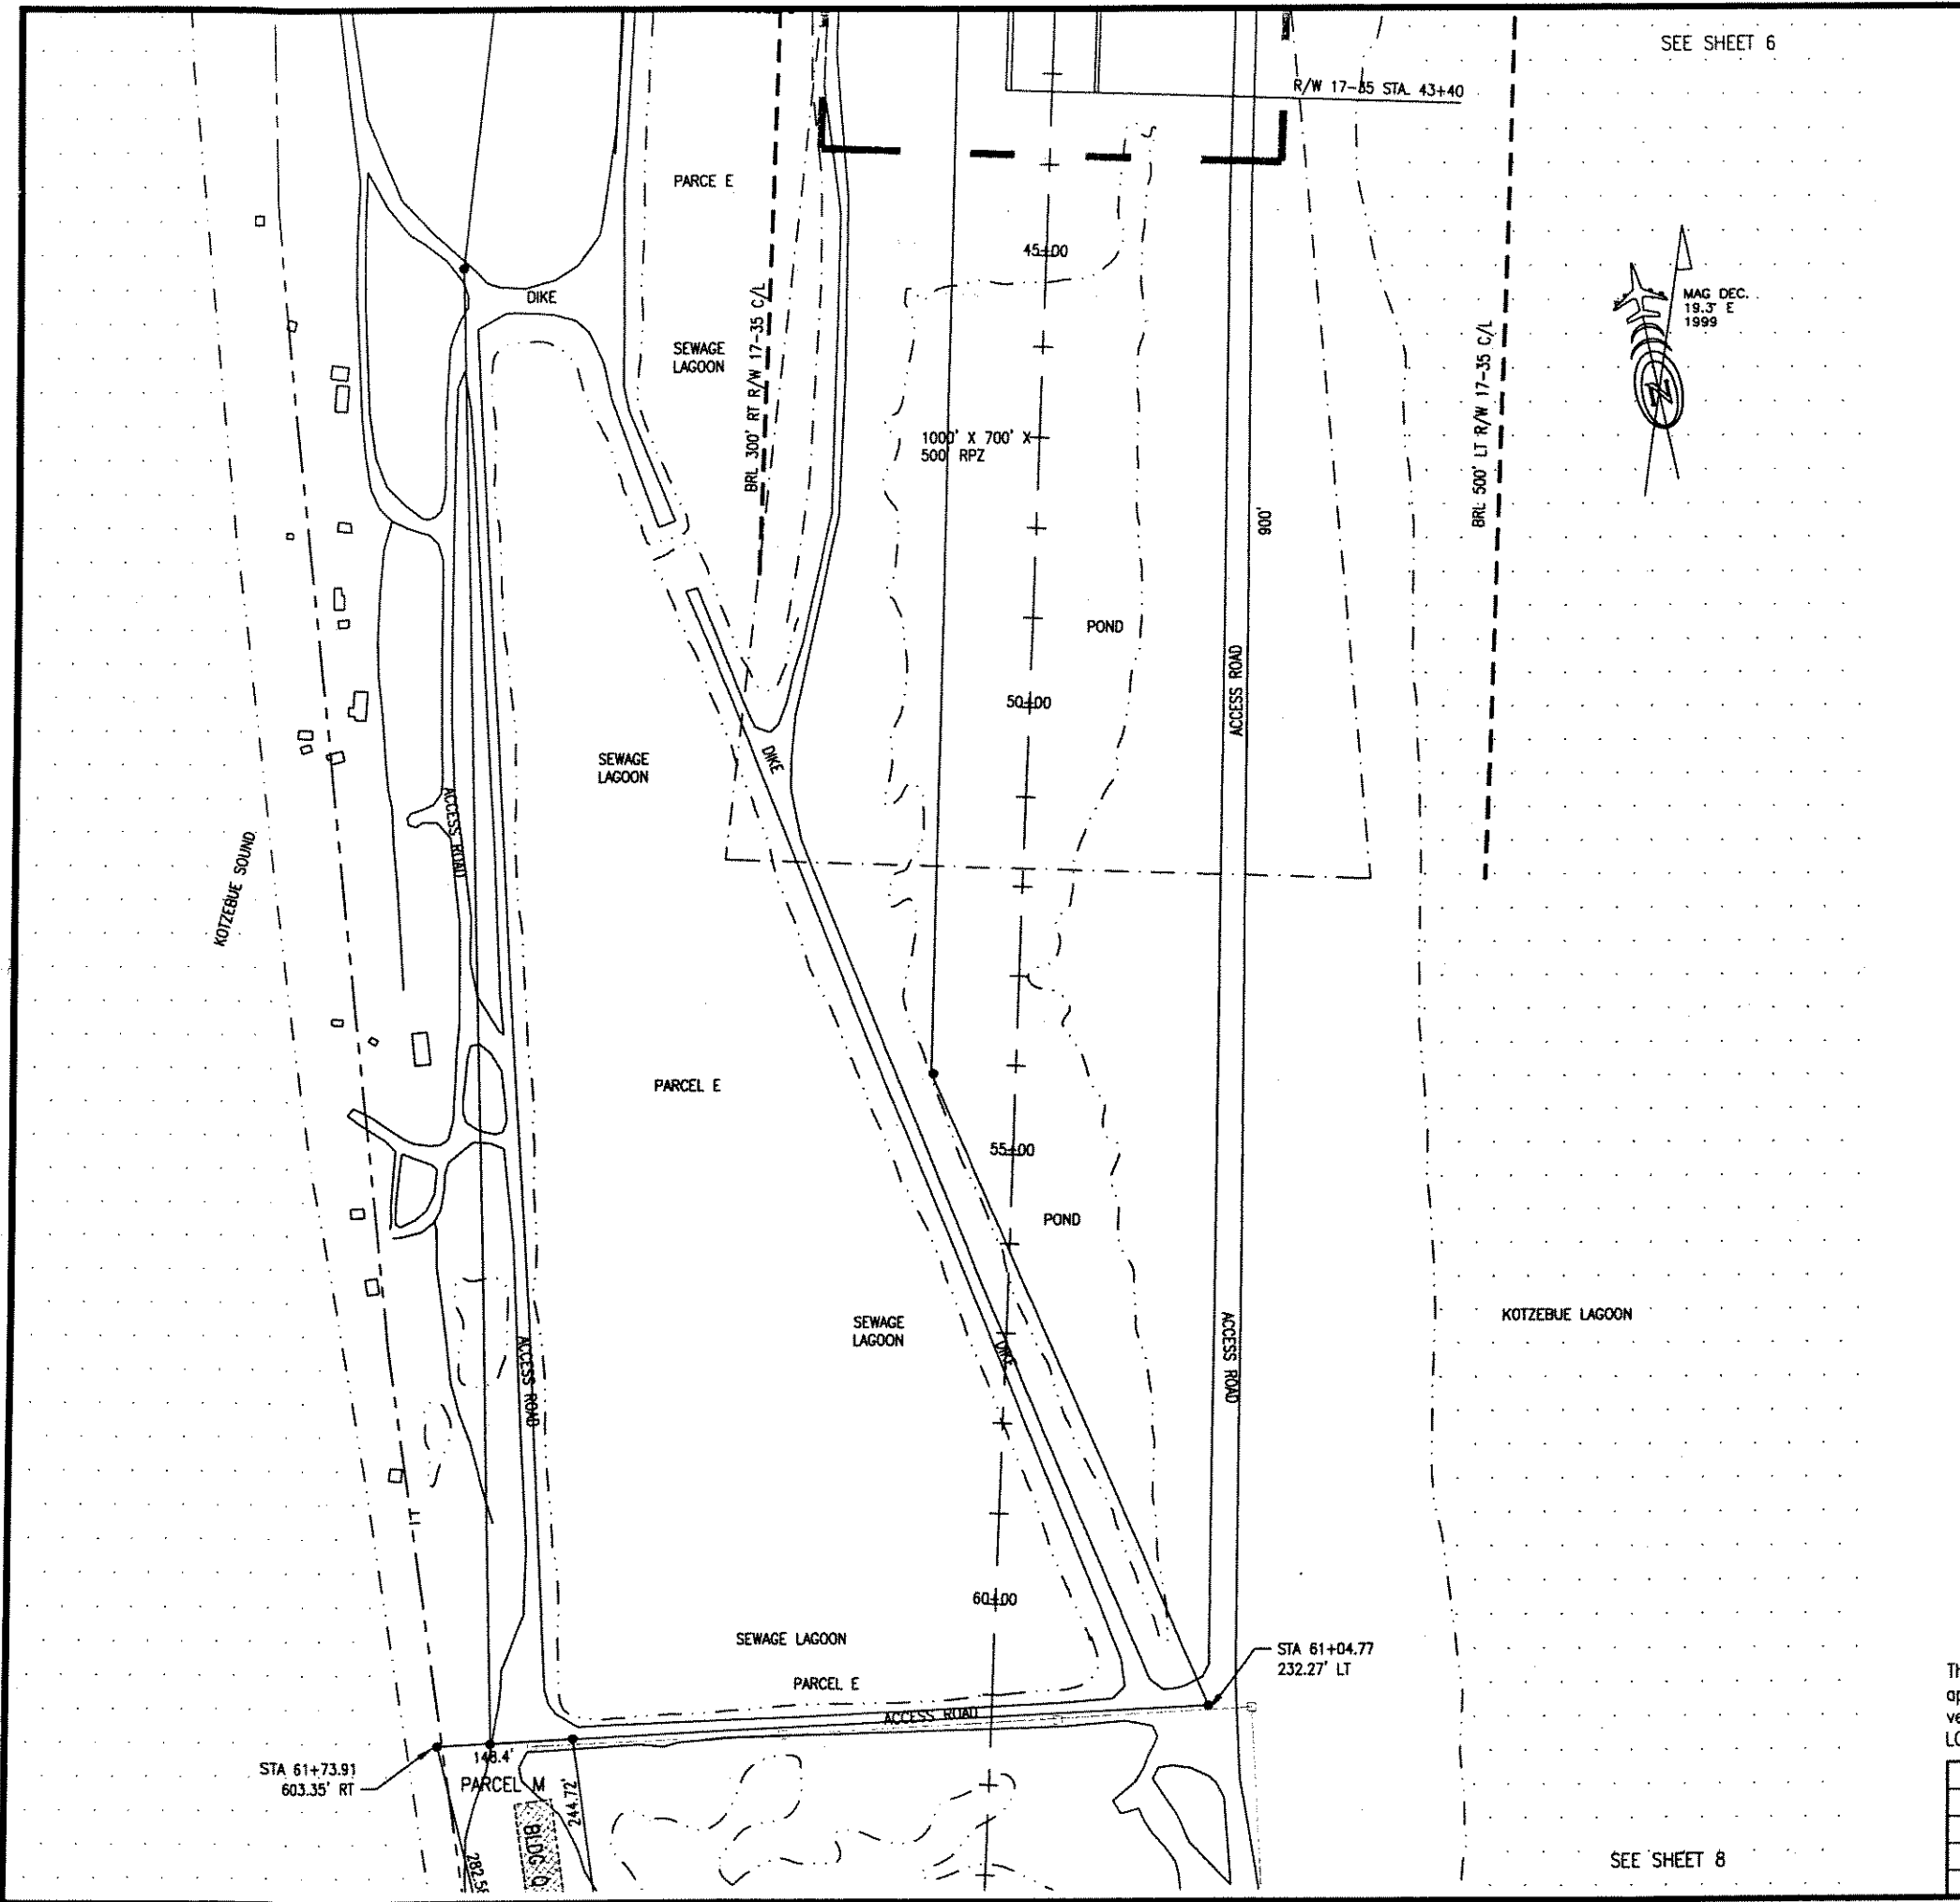 SEE SHEET 6
R/W 17-35 STA. 43+40
PARCE E
45+00
DIKE
MAG DEC.
19.3° E
1999
SEWAGE
LAGOON
BRL 300' RT R/W 17-35 C/L
BRL 500' LT R/W 17-35 C/L
1000' X 700' X
500' RPZ
900'
POND
ACCESS ROAD
50+00
DIKE
SEWAGE
LAGOON
ACCESS ROAD
KOTZEBUE SOUND
PARCEL E
55+00
POND
KOTZEBUE LAGOON
SEWAGE
LAGOON
DIKE
ACCESS ROAD
ACCESS ROAD
60+00
SEWAGE LAGOON
STA 61+04.77
232.27' LT
PARCEL E
ACCESS ROAD
STA 61+73.91
603.35' RT
148.4'
PARCEL M
244.72'
BLDG Q
SEE SHEET 8